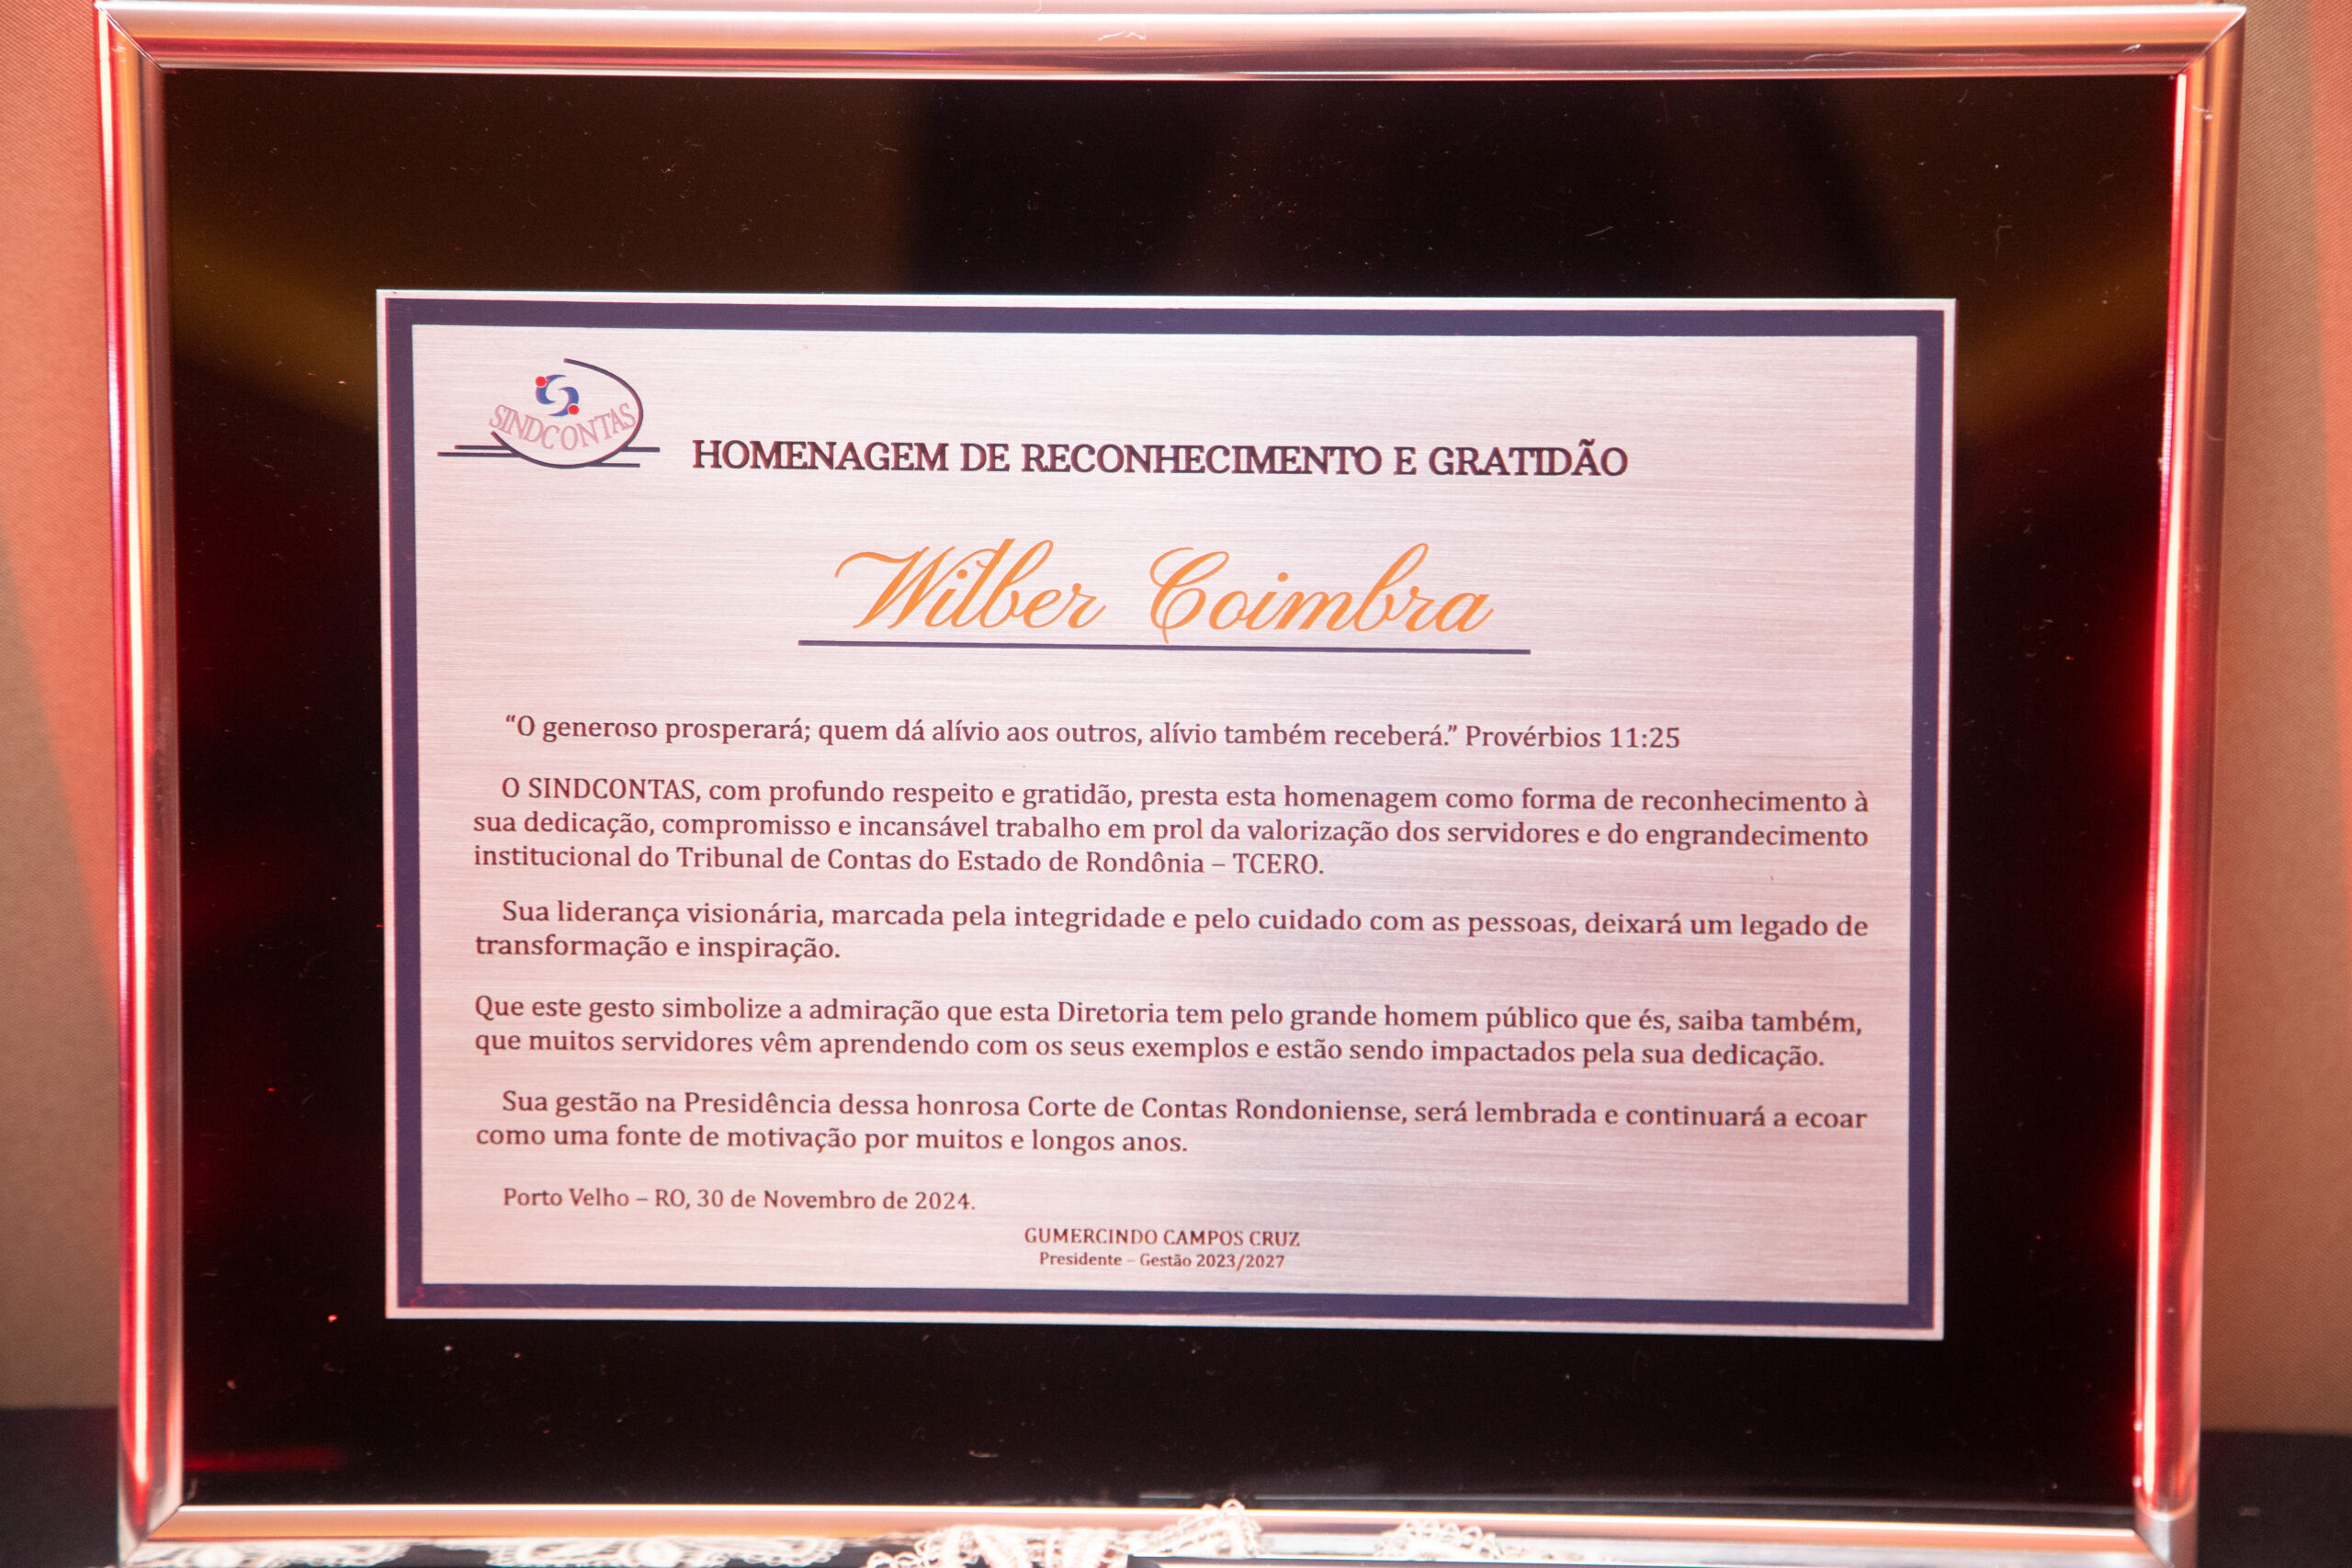 SINDCONTAS
HOMENAGEM DE RECONHECIMENTO E GRATIDÃO
Wilber Coimbra
“O generoso prosperará; quem dá alívio aos outros, alívio também receberá.” Provérbios 11:25
O SINDCONTAS, com profundo respeito e gratidão, presta esta homenagem como forma de reconhecimento à
sua dedicação, compromisso e incansável trabalho em prol da valorização dos servidores e do engrandecimento
institucional do Tribunal de Contas do Estado de Rondônia – TCERO.
Sua liderança visionária, marcada pela integridade e pelo cuidado com as pessoas, deixará um legado de
transformação e inspiração.
Que este gesto simbolize a admiração que esta Diretoria tem pelo grande homem público que és, saiba também,
que muitos servidores vêm aprendendo com os seus exemplos e estão sendo impactados pela sua dedicação.
Sua gestão na Presidência dessa honrosa Corte de Contas Rondoniense, será lembrada e continuará a ecoar
como uma fonte de motivação por muitos e longos anos.
Porto Velho – RO, 30 de Novembro de 2024.
GUMERCINDO CAMPOS CRUZ
Presidente – Gestão 2023/2027